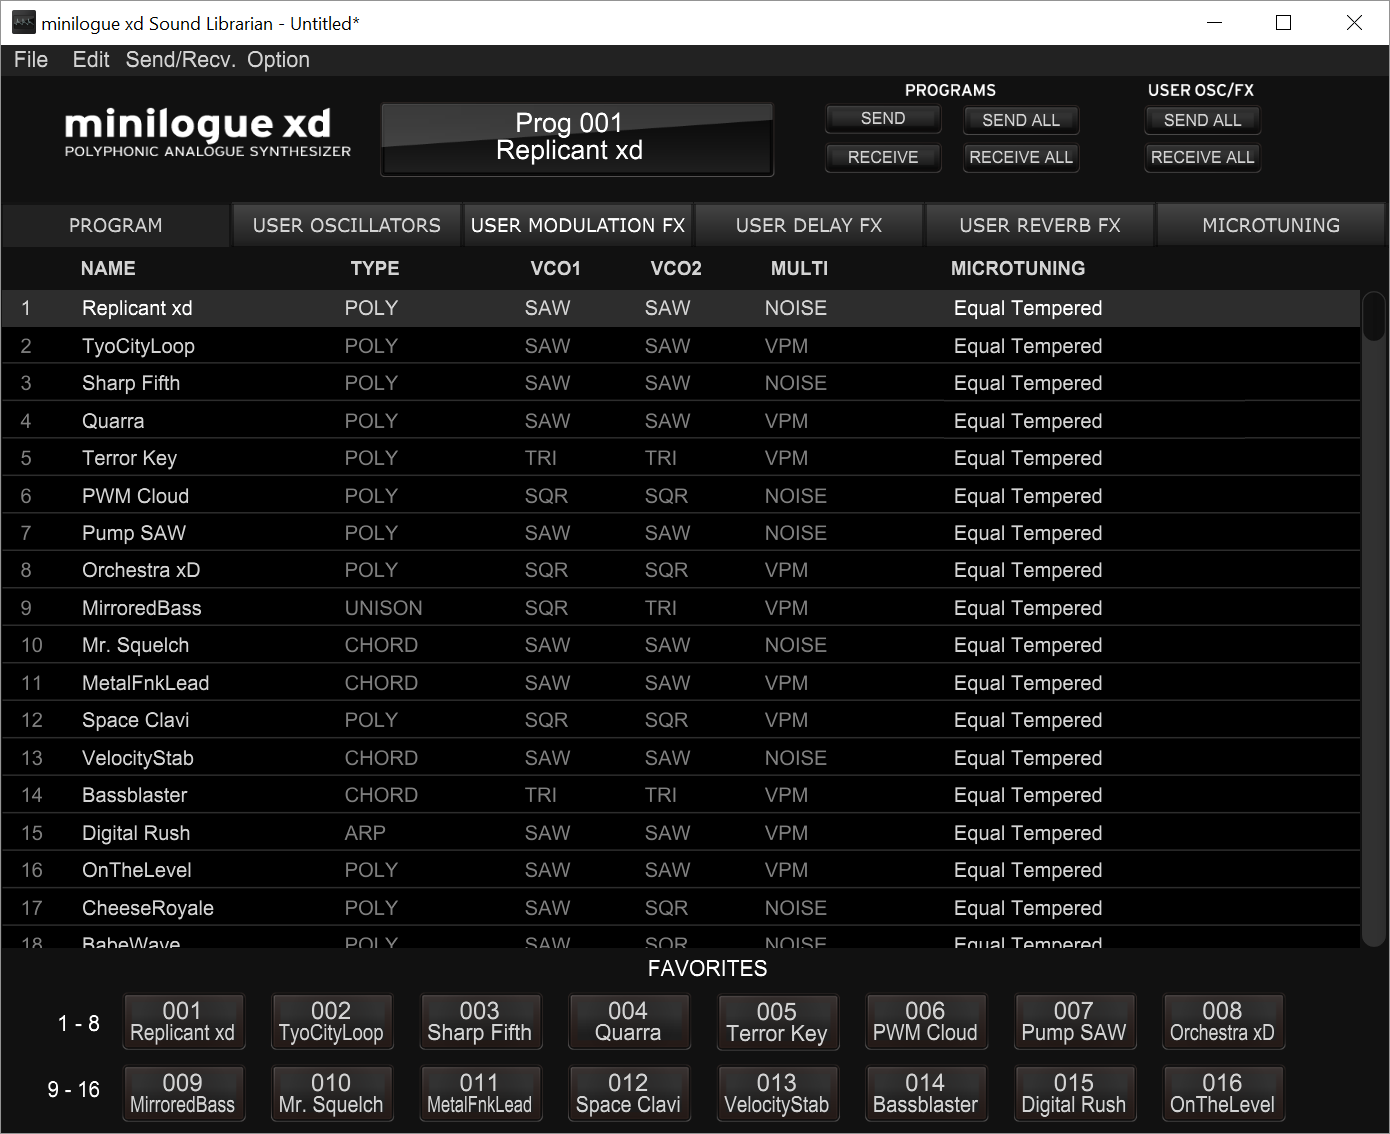 minilogue xd Sound Librarian - Untitled*
File Edit Send/Recv. Option
minilogue xd
POLYPHONIC ANALOGUE SYNTHESIZER
Prog 001
Replicant xd
PROGRAMS
SEND SEND ALL
RECEIVE RECEIVE ALL
USER OSC/FX
SEND ALL
RECEIVE ALL
PROGRAM USER OSCILLATORS USER MODULATION FX USER DELAY FX USER REVERB FX MICROTUNING
NAME TYPE VCO1 VCO2 MULTI MICROTUNING
1 Replicant xd POLY SAW SAW NOISE Equal Tempered
2 TyoCityLoop POLY SAW SAW VPM Equal Tempered
3 Sharp Fifth POLY SAW SAW NOISE Equal Tempered
4 Quarra POLY SAW SAW VPM Equal Tempered
5 Terror Key POLY TRI TRI VPM Equal Tempered
6 PWM Cloud POLY SQR SQR NOISE Equal Tempered
7 Pump SAW POLY SAW SAW NOISE Equal Tempered
8 Orchestra xD POLY SQR SQR VPM Equal Tempered
9 MirroredBass UNISON SQR TRI VPM Equal Tempered
10 Mr. Squelch CHORD SAW SAW NOISE Equal Tempered
11 MetalFnkLead CHORD SAW SAW VPM Equal Tempered
12 Space Clavi POLY SQR SQR VPM Equal Tempered
13 VelocityStab CHORD SAW SAW NOISE Equal Tempered
14 Bassblaster CHORD TRI TRI VPM Equal Tempered
15 Digital Rush ARP SAW SAW VPM Equal Tempered
16 OnTheLevel POLY SAW SAW VPM Equal Tempered
17 CheeseRoyale POLY SAW SQR NOISE Equal Tempered
18 BabeWave POLY SAW SQR NOISE Equal Tempered
FAVORITES
1 - 8
001 002 003 004 005 006 007 008
Replicant xd TyoCityLoop Sharp Fifth Quarra Terror Key PWM Cloud Pump SAW Orchestra xD
9 - 16
009 010 011 012 013 014 015 016
MirroredBass Mr. Squelch MetalFnkLead Space Clavi VelocityStab Bassblaster Digital Rush OnTheLevel